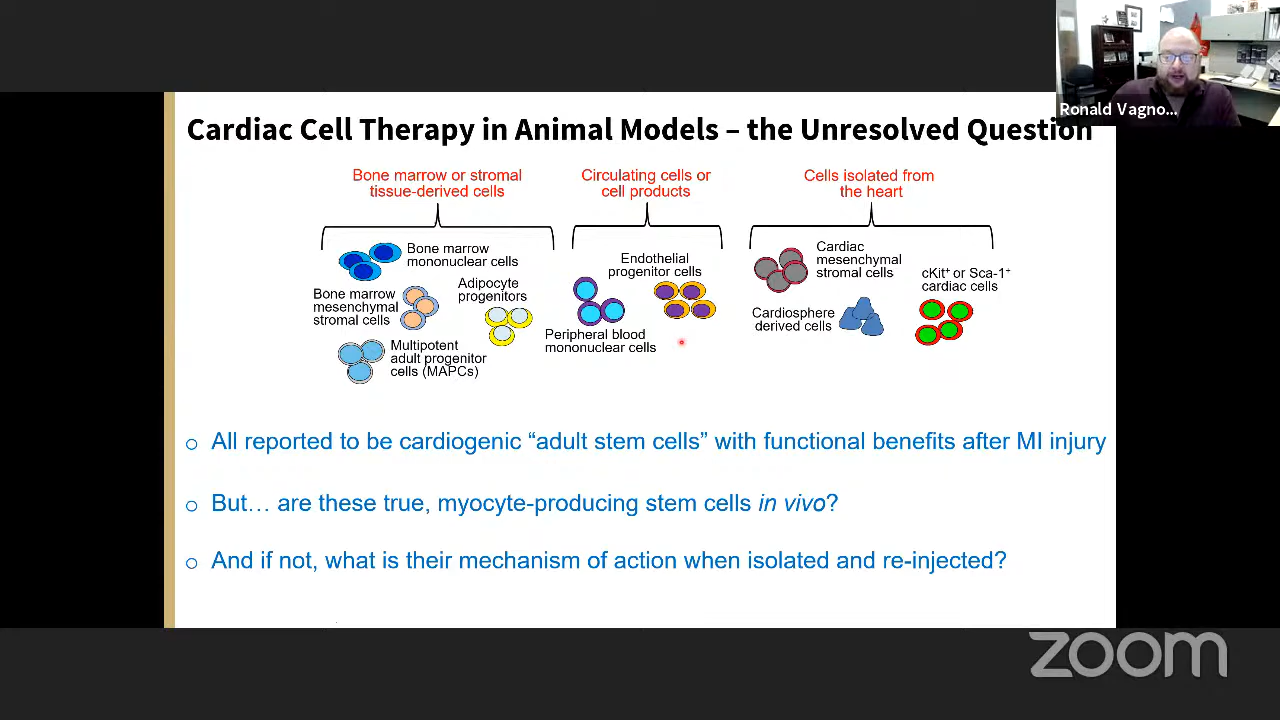 Ronald Vagno...
Cardiac Cell Therapy in Animal Models – the Unresolved Question
Bone marrow or stromal
tissue-derived cells
Circulating cells or
cell products
Cells isolated from
the heart
Bone marrow
mononuclear cells
Bone marrow
mesenchymal
stromal cells
Adipocyte
progenitors
Multipotent
adult progenitor
cells (MAPCs)
Endothelial
progenitor cells
Peripheral blood
mononuclear cells
Cardiac
mesenchymal
stromal cells
Cardiosphere
derived cells
cKit⁺ or Sca-1⁺
cardiac cells
o All reported to be cardiogenic “adult stem cells” with functional benefits after MI injury
o But… are these true, myocyte-producing stem cells in vivo?
o And if not, what is their mechanism of action when isolated and re-injected?
zoom